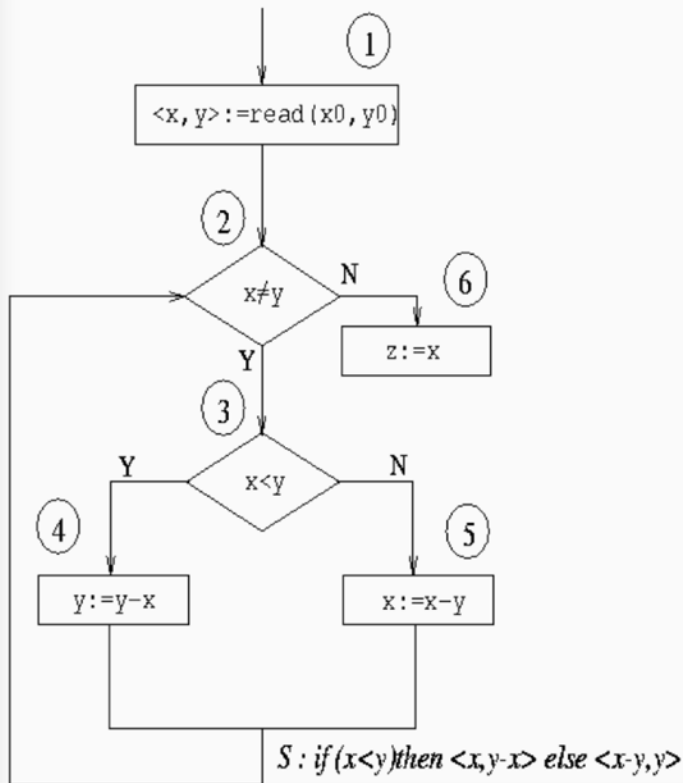 1
<x,y>:=read(x0,y0)
2
x≠y
N
6
z:=x
Y
3
x<y
Y
N
4
5
y:=y-x
x:=x-y
S : if (x<y)then <x,y-x> else <x-y,y>